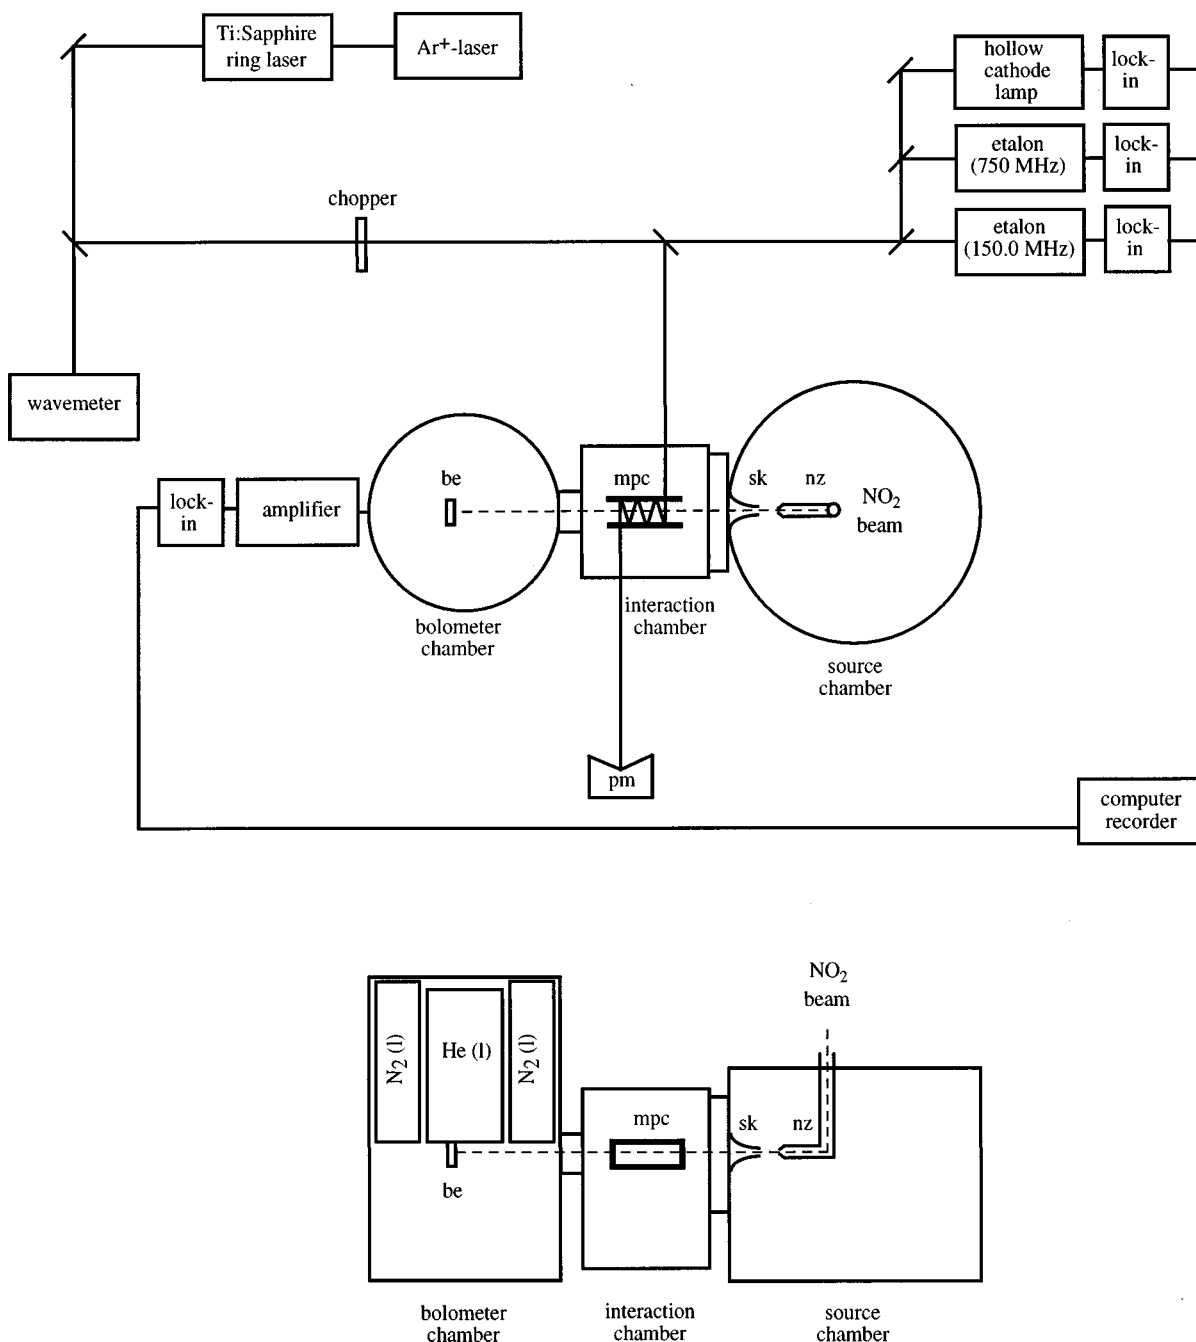 Ti:Sapphire
ring laser
Ar+-laser
hollow
cathode
lamp
lock-
in
etalon
(750 MHz)
lock-
in
chopper
etalon
(150.0 MHz)
lock-
in
wavemeter
be
mpc
sk
nz
NO2
beam
lock-
in
amplifier
interaction
chamber
bolometer
chamber
source
chamber
pm
computer
recorder
NO2
beam
N2 (l)
He (l)
N2 (l)
mpc
sk
nz
be
bolometer
chamber
interaction
chamber
source
chamber